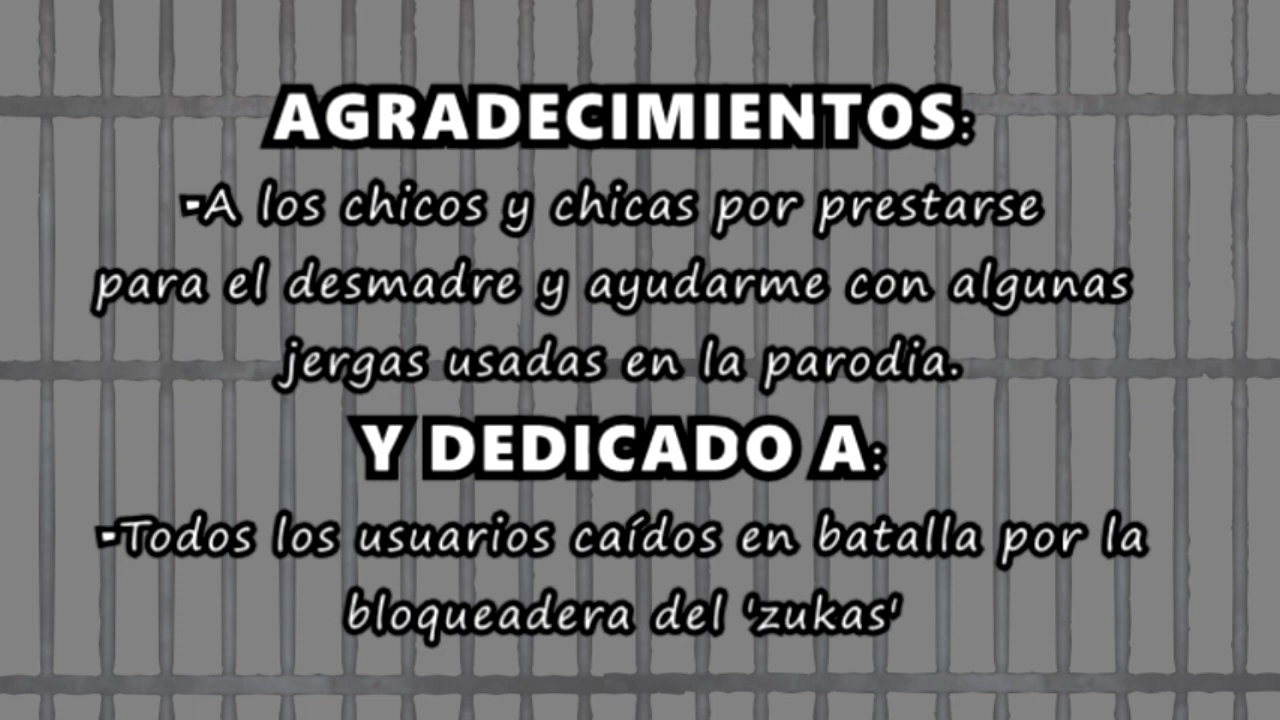 AGRADECIMIENTOS:
-A los chicos y chicas por prestarse
para el desmadre y ayudarme con algunas
jergas usadas en la parodia.
Y DEDICADO A:
-Todos los usuarios caídos en batalla por la
bloqueadera del 'zukas'